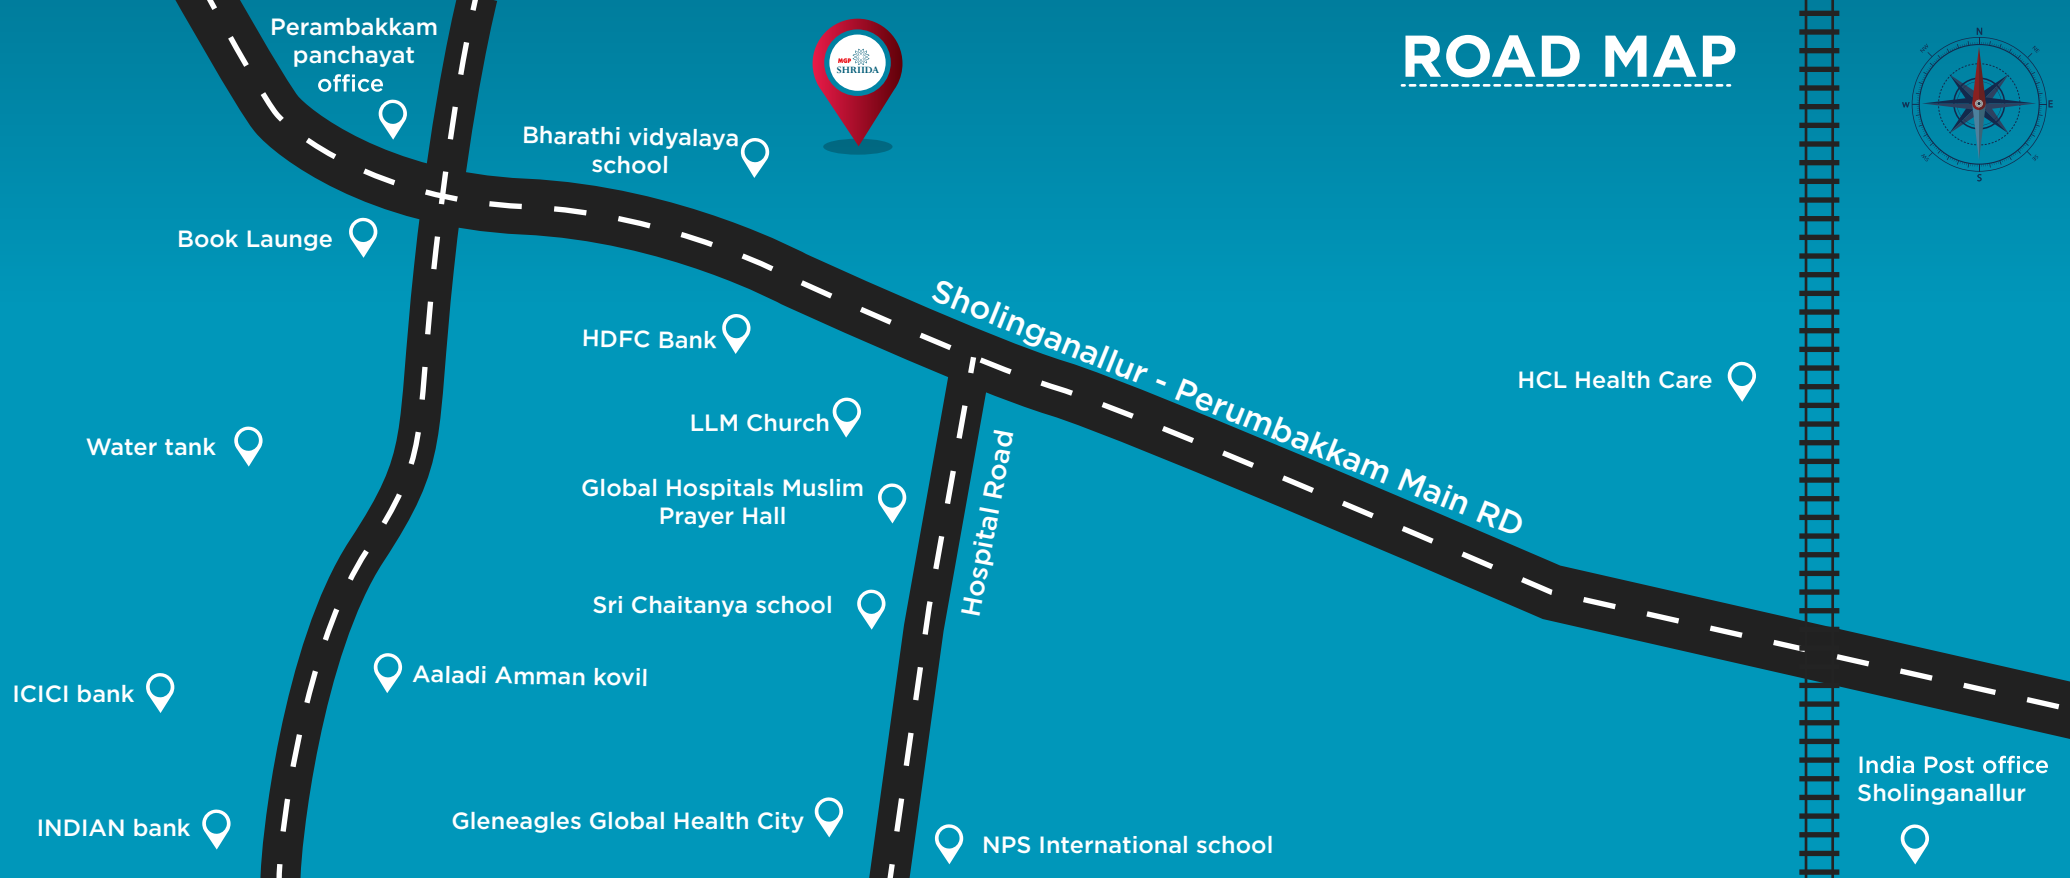 Perambakkam
panchayat
office
MGP
SHRIIDA
ROAD MAP
N
W
E
S
Bharathi vidyalaya
school
Book Launge
Sholinganallur - Perumbakkam Main RD
HDFC Bank
HCL Health Care
LLM Church
Water tank
Hospital Road
Global Hospitals Muslim
Prayer Hall
Sri Chaitanya school
Aaladi Amman kovil
ICICI bank
India Post office
Sholinganallur
Gleneagles Global Health City
INDIAN bank
NPS International school